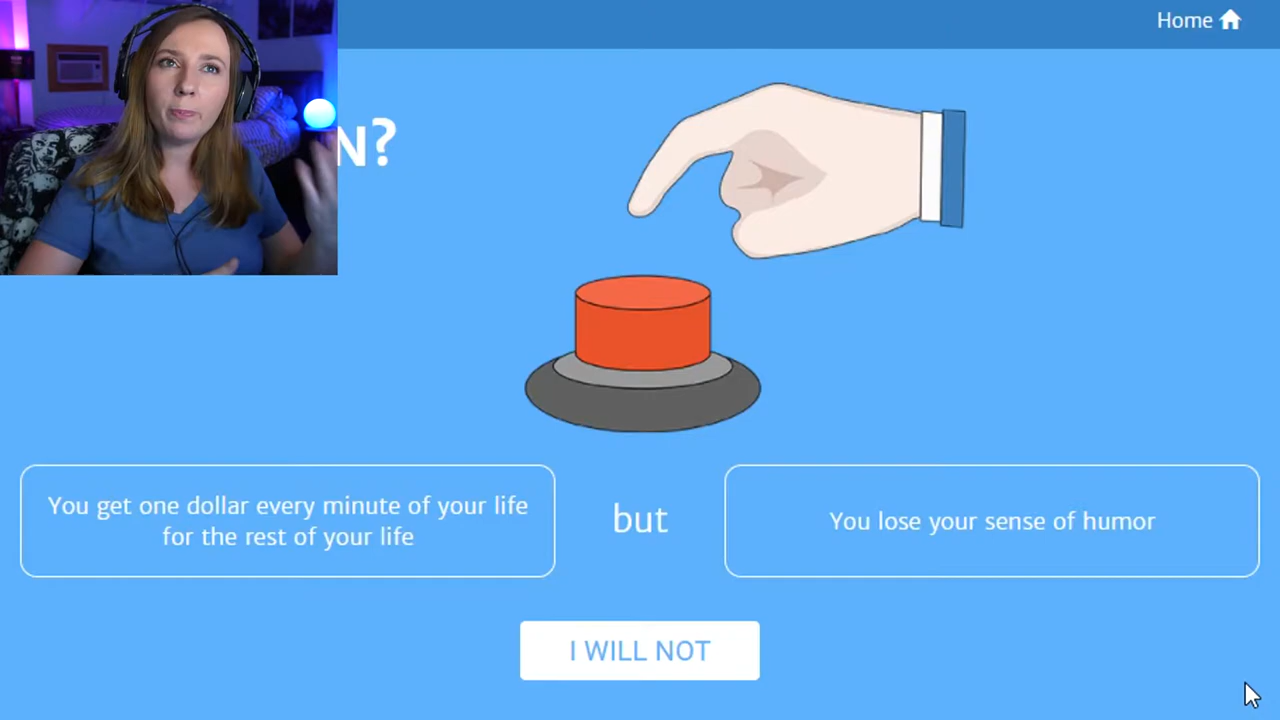 Home
N?
You get one dollar every minute of your life
for the rest of your life
but
You lose your sense of humor
I WILL NOT